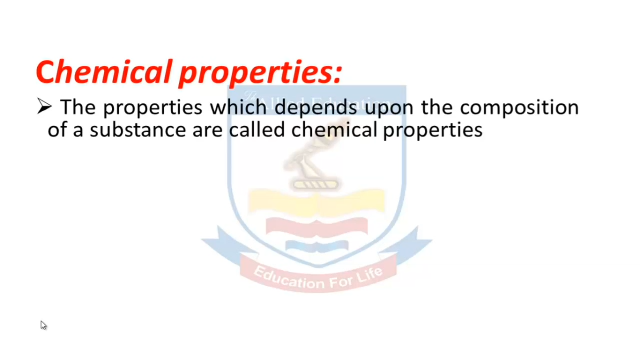 Chemical properties:
➢ The properties which depends upon the composition
of a substance are called chemical properties
Education For Life